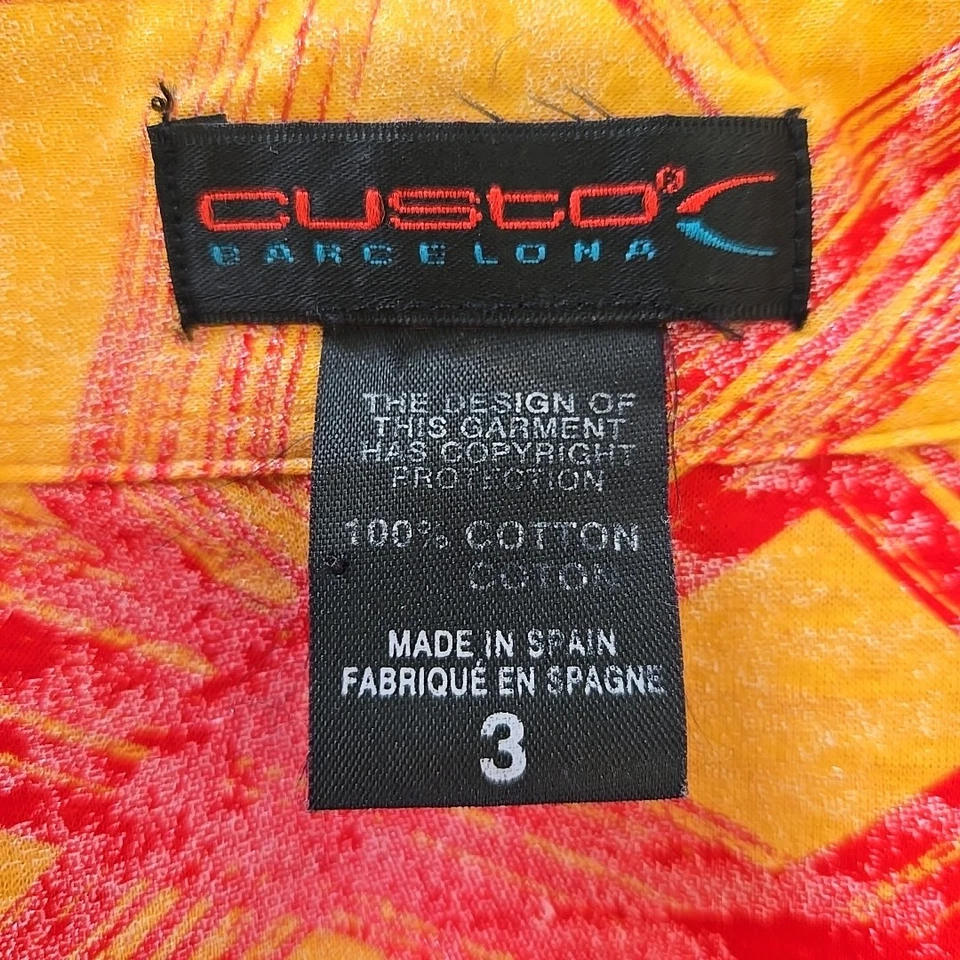 custo®
BARCELONA
THE DESIGN OF
THIS GARMENT
HAS COPYRIGHT
PROTECTION
100% COTTON
COTON
MADE IN SPAIN
FABRIQUÉ EN SPAGNE
3